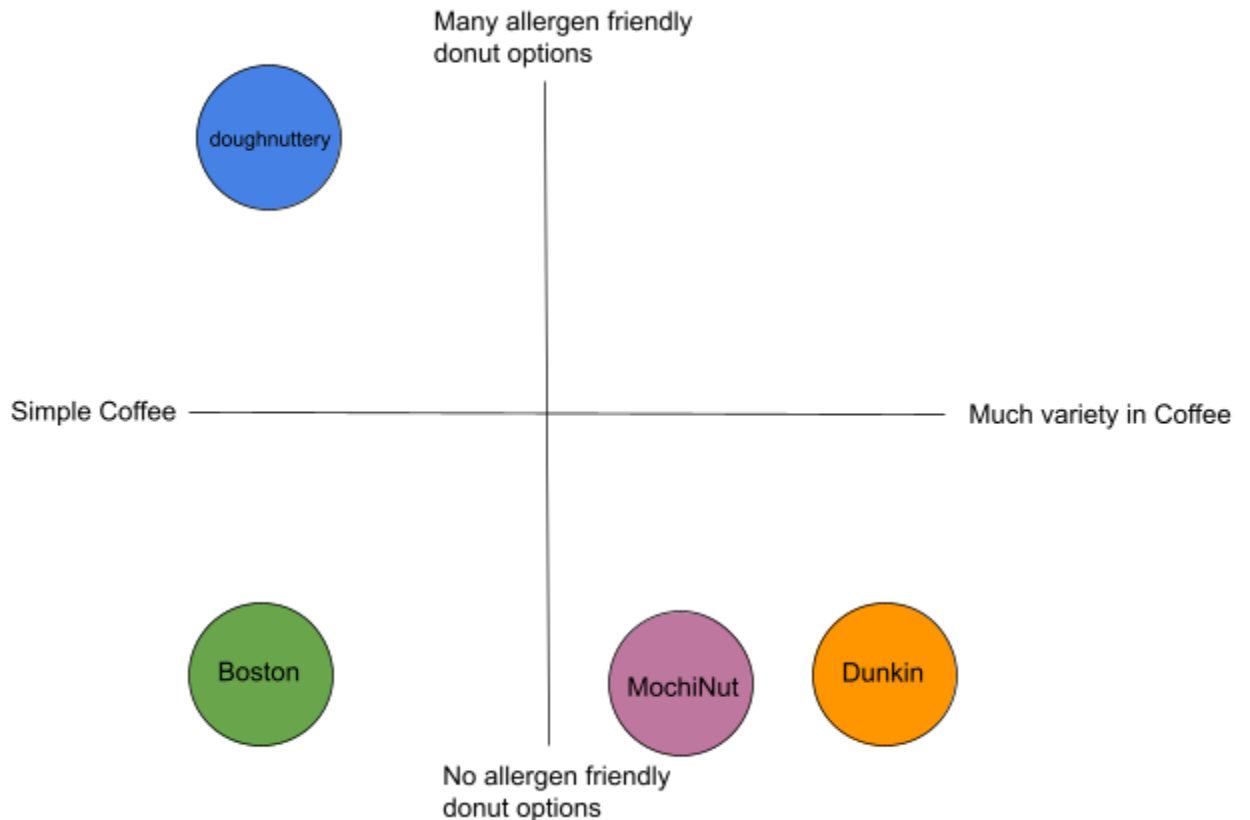 Many allergen friendly
donut options
doughnuttery
Simple Coffee
Much variety in Coffee
Boston
MochiNut
Dunkin
No allergen friendly
donut options